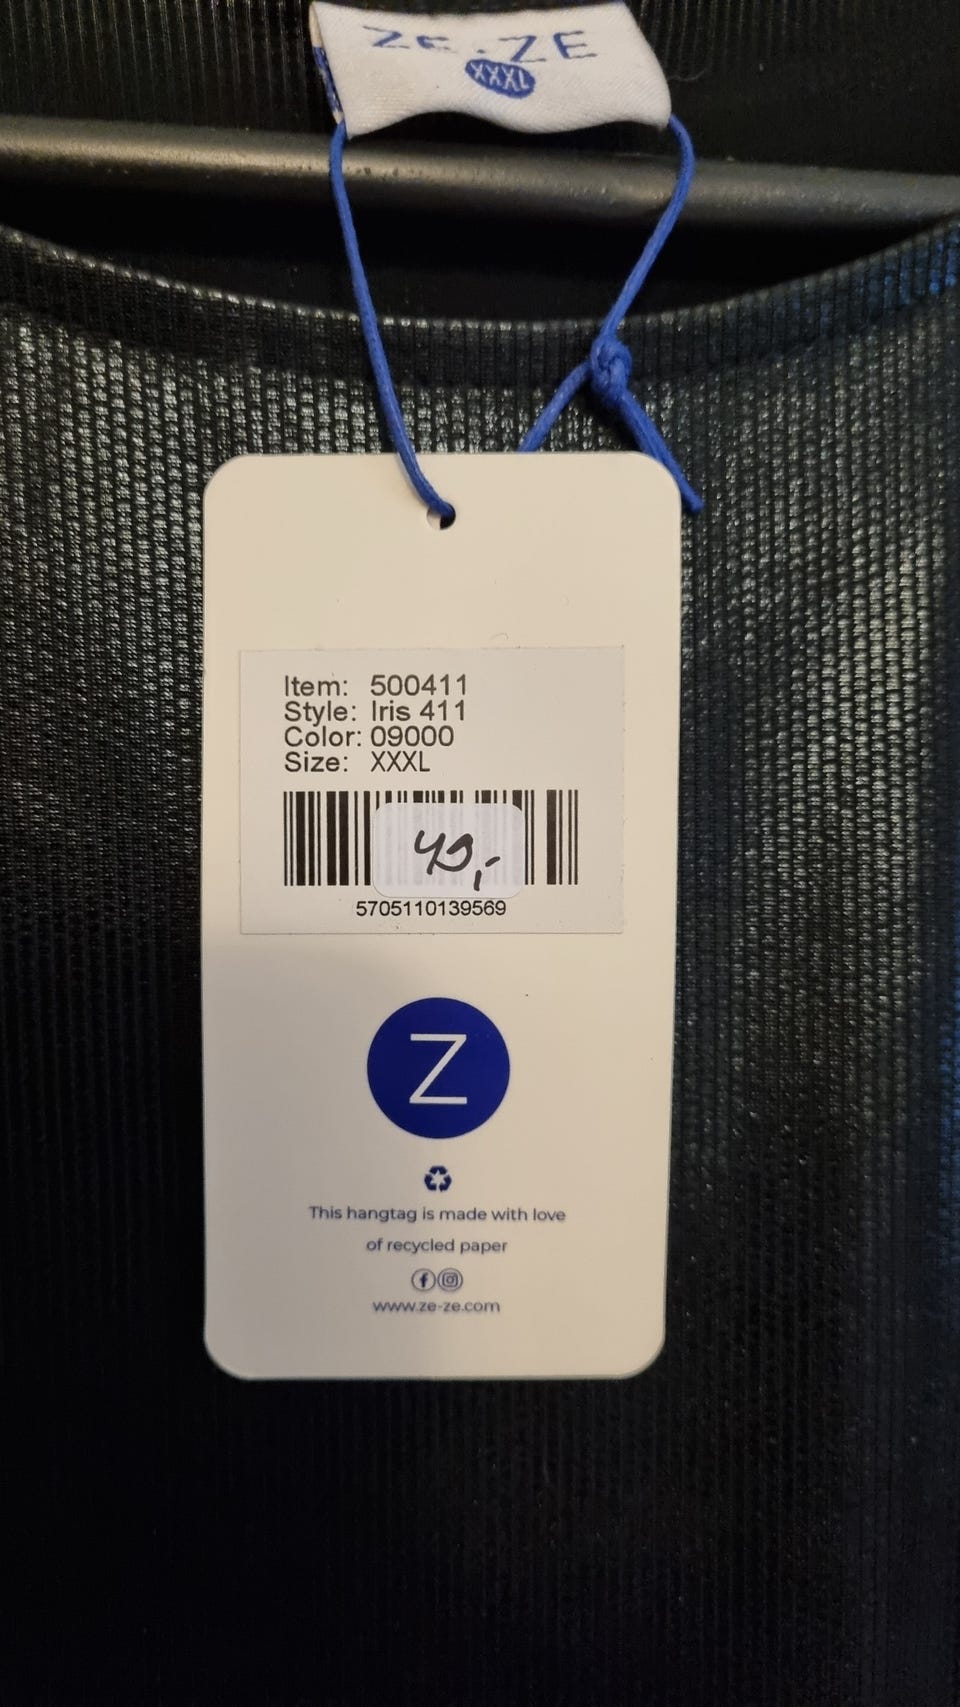 ZE-ZE
XXXL
Item: 500411
Style: Iris 411
Color: 09000
Size: XXXL
49,-
5705110139569
Z
This hangtag is made with love
of recycled paper
www.ze-ze.com